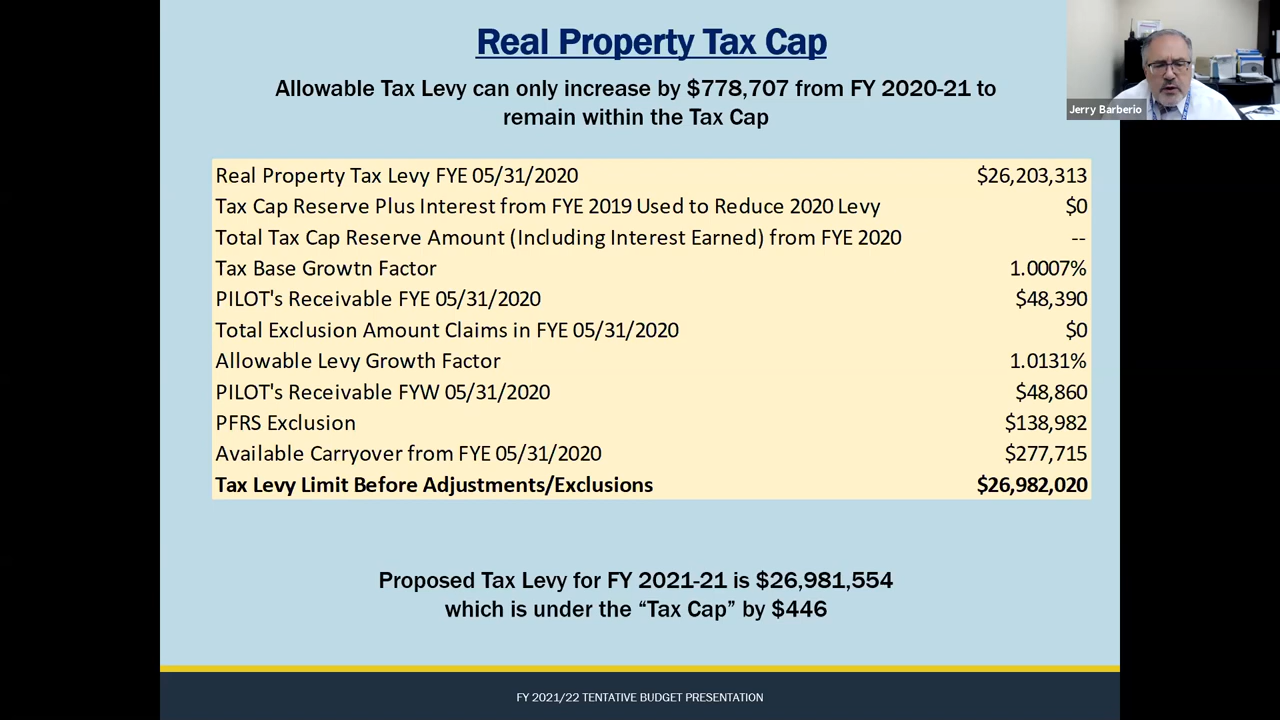 Real Property Tax Cap
Jerry Barberio
Allowable Tax Levy can only increase by $778,707 from FY 2020-21 to
remain within the Tax Cap
Real Property Tax Levy FYE 05/31/2020 $26,203,313
Tax Cap Reserve Plus Interest from FYE 2019 Used to Reduce 2020 Levy $0
Total Tax Cap Reserve Amount (Including Interest Earned) from FYE 2020 --
Tax Base Growtn Factor 1.0007%
PILOT's Receivable FYE 05/31/2020 $48,390
Total Exclusion Amount Claims in FYE 05/31/2020 $0
Allowable Levy Growth Factor 1.0131%
PILOT's Receivable FYW 05/31/2020 $48,860
PFRS Exclusion $138,982
Available Carryover from FYE 05/31/2020 $277,715
Tax Levy Limit Before Adjustments/Exclusions $26,982,020
Proposed Tax Levy for FY 2021-21 is $26,981,554
which is under the “Tax Cap” by $446
FY 2021/22 TENTATIVE BUDGET PRESENTATION